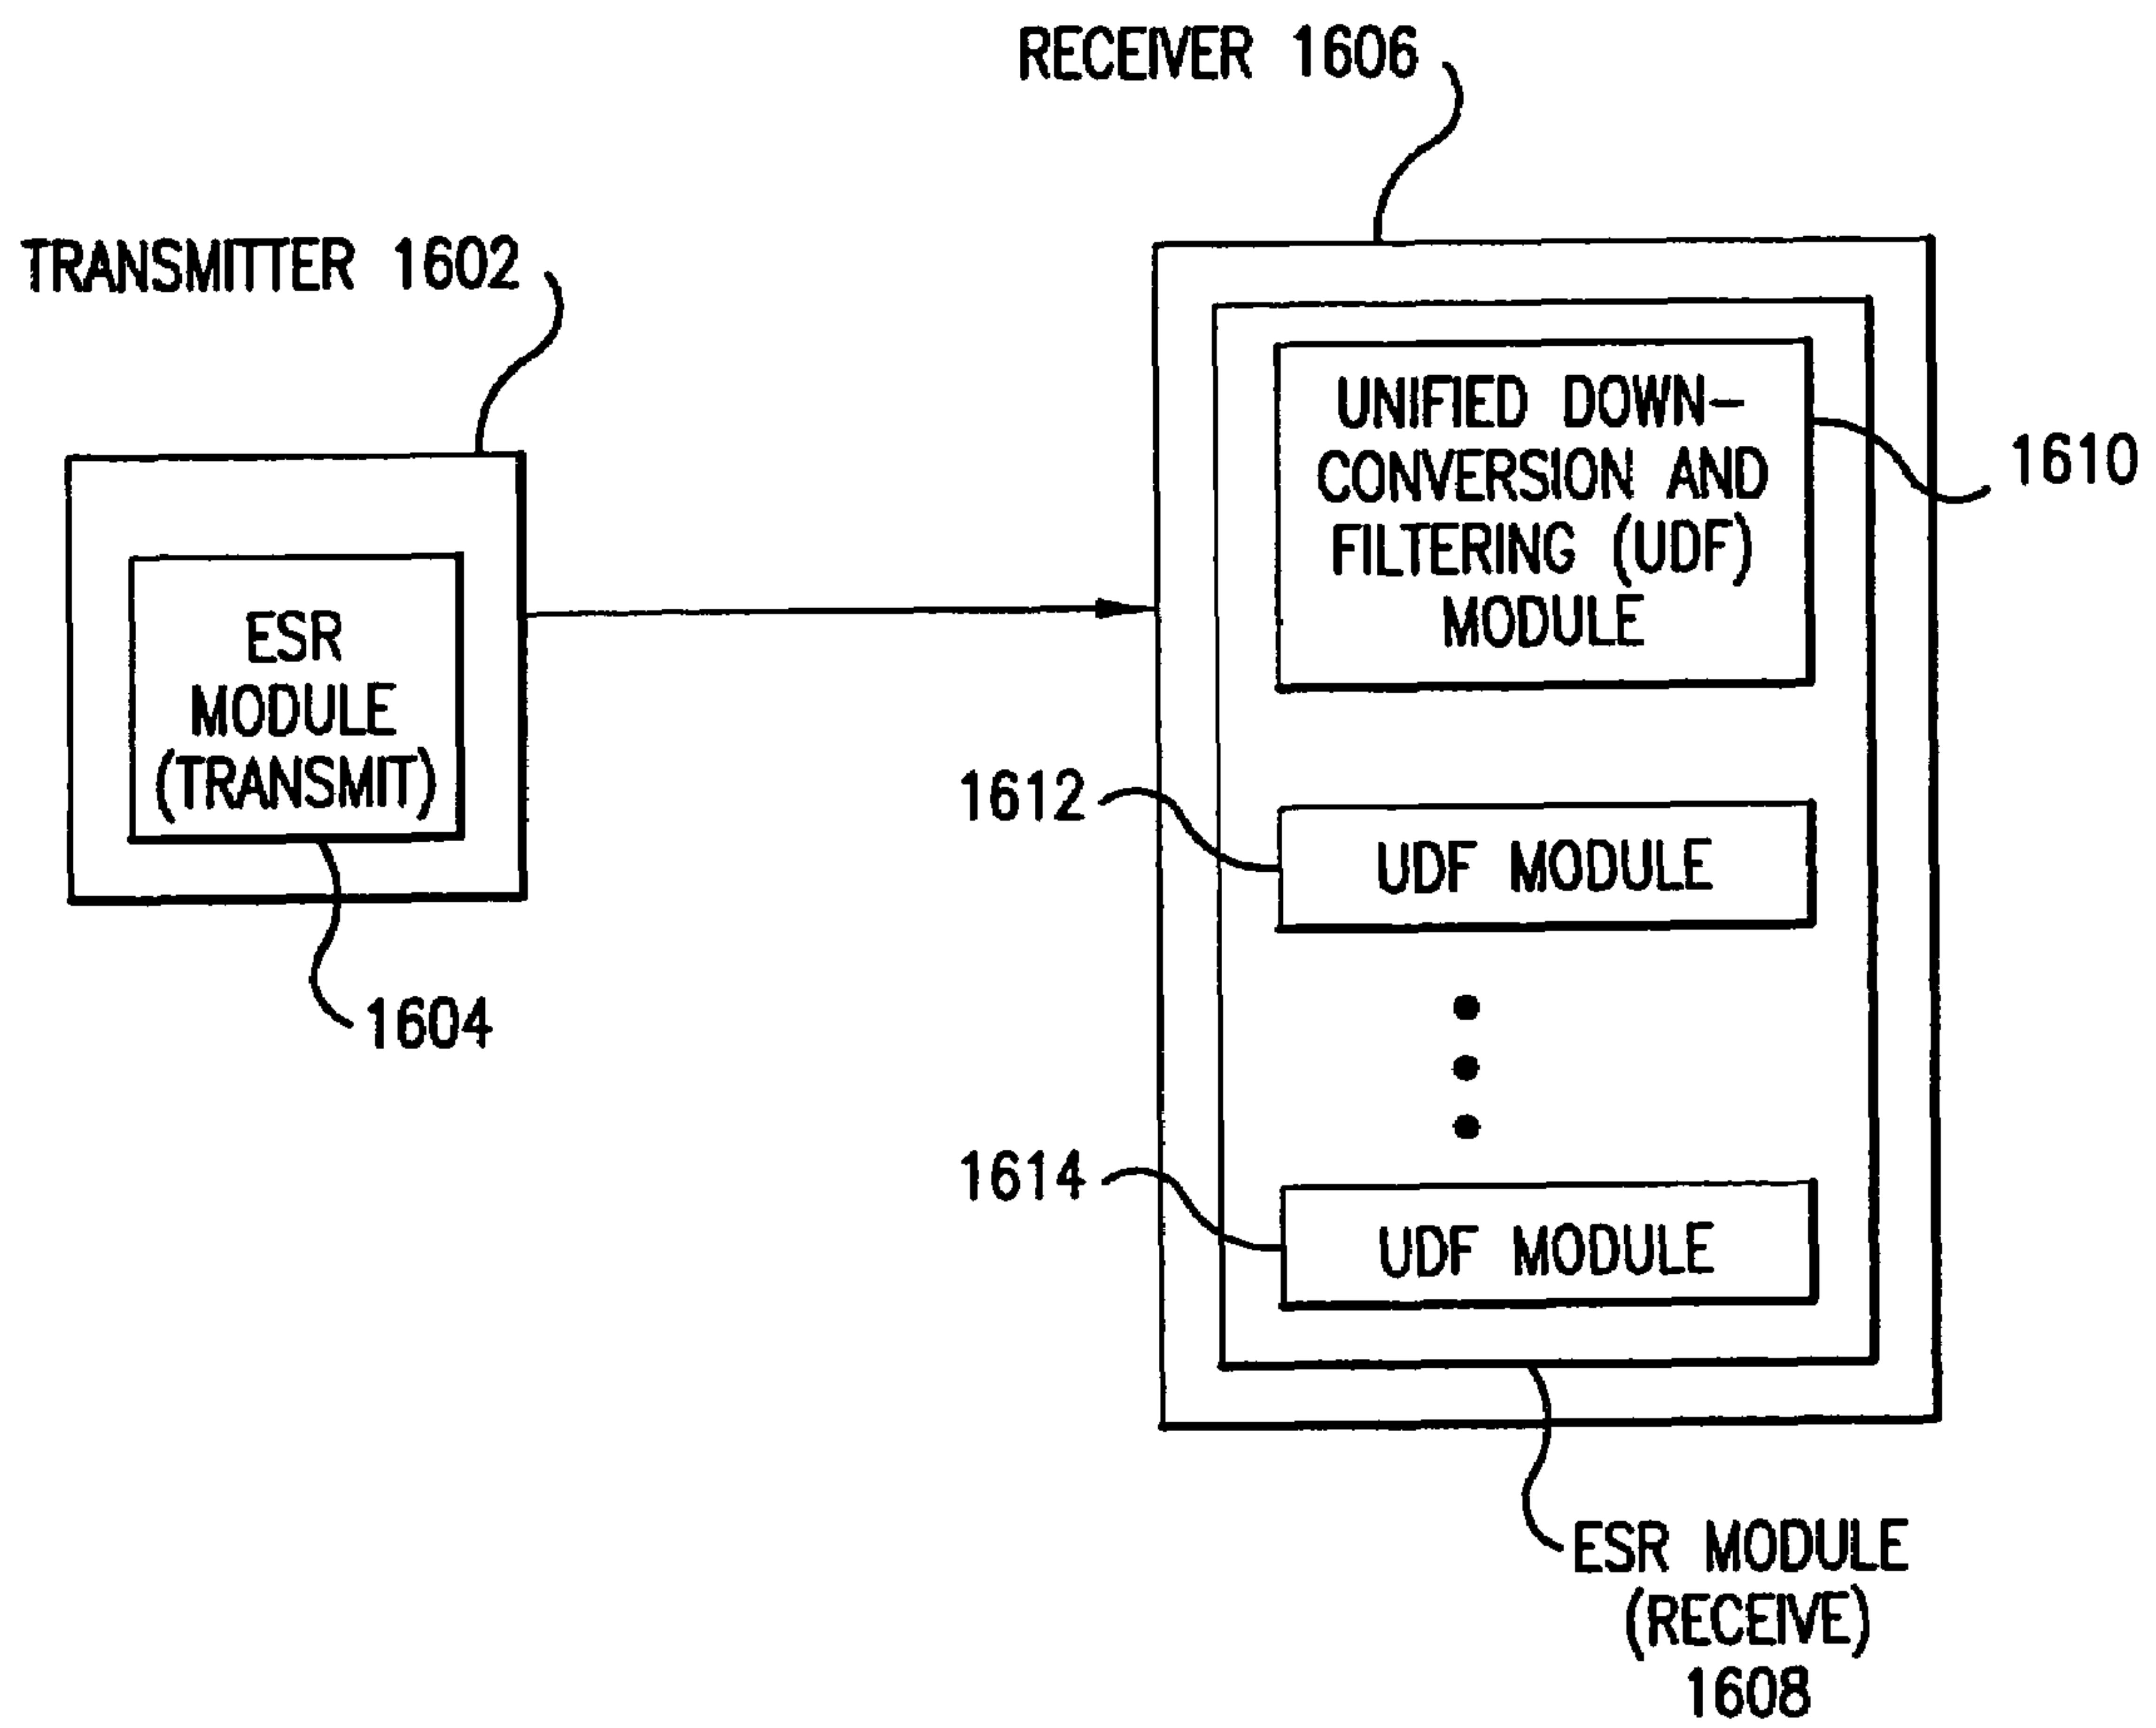 RECEIVER 1606
TRANSMITTER 1602
UNIFIED DOWN-
CONVERSION AND
FILTERING (UDF)
MODULE
1610
ESR
MODULE
(TRANSMIT)
1604
1612
UDF MODULE
1614
UDF MODULE
ESR MODULE
(RECEIVE)
1608